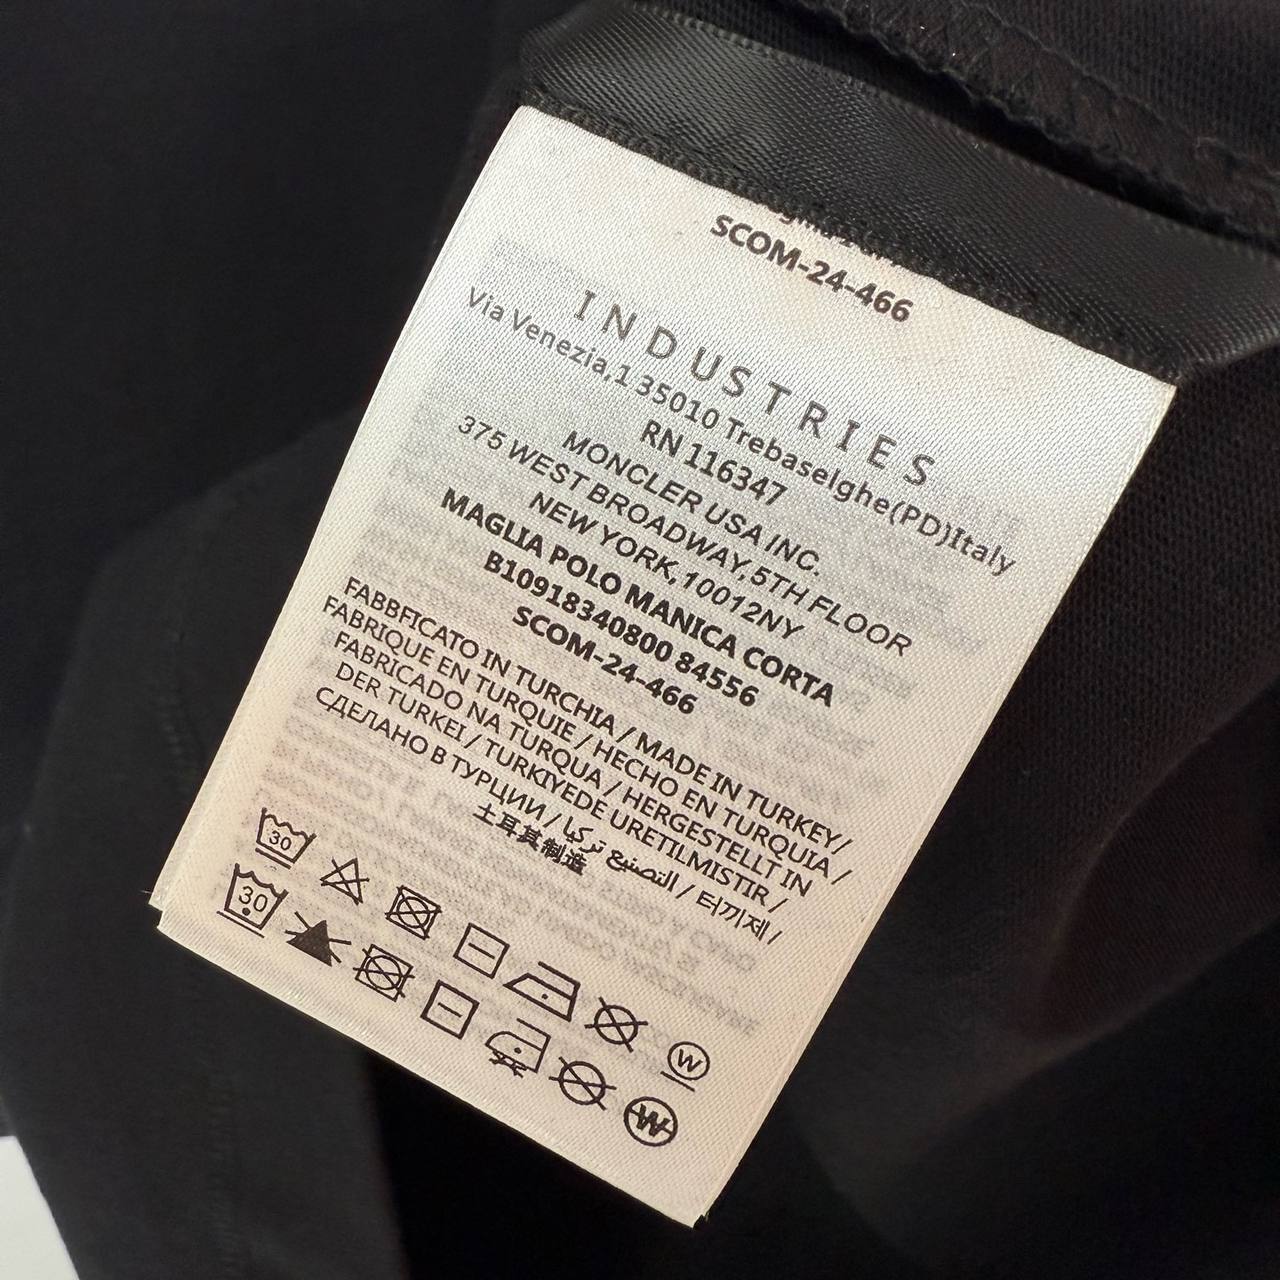 SCOM-24-466
INDUSTRIES
Via Venezia,1 35010 Trebaselghe(PD)Italy
RN 116347
MONCLER USA INC.
375 WEST BROADWAY,5TH FLOOR
NEW YORK,10012NY
MAGLIA POLO MANICA CORTA
B10918340800 84556
SCOM-24-466
FABBFICATO IN TURCHIA / MADE IN TURKEY/
FABRIQUE EN TURQUIE / HECHO EN TURQUIA /
FABRICADO NA TURQUA / HERGESTELLT IN
DER TURKEI / TURKIYEDE URETILMISTIR /
СДЕЛАНО В ТУРЦИИ / التصنيع تركيا / 터끼제 /
土耳其制造
30
W
30
W